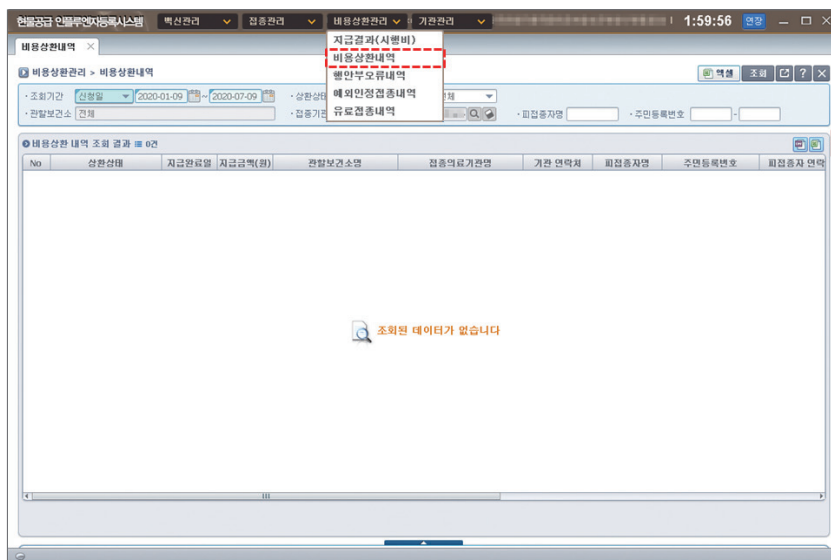 현물공급 인플루엔자등록시스템 백신관리 접종관리 비용상환관리 기관관리 1:59:56 연장
비용상환내역
지급결과(시행비)
비용상환내역
행안부오류내역
예외인정접종내역
유료접종내역
비용상환관리 > 비용상환내역 엑셀 조회 ?
· 조회기간 신청일 2020-01-09 ~ 2020-07-09 · 상환상태 전체
· 관할보건소 전체 · 접종기관 · 피접종자명 · 주민등록번호 -
비용상환 내역 조회 결과 0건
No 상환상태 지급완료일 지급금액(원) 관할보건소명 접종의료기관명 기관 연락처 피접종자명 주민등록번호 피접종자 연락
조회된 데이터가 없습니다